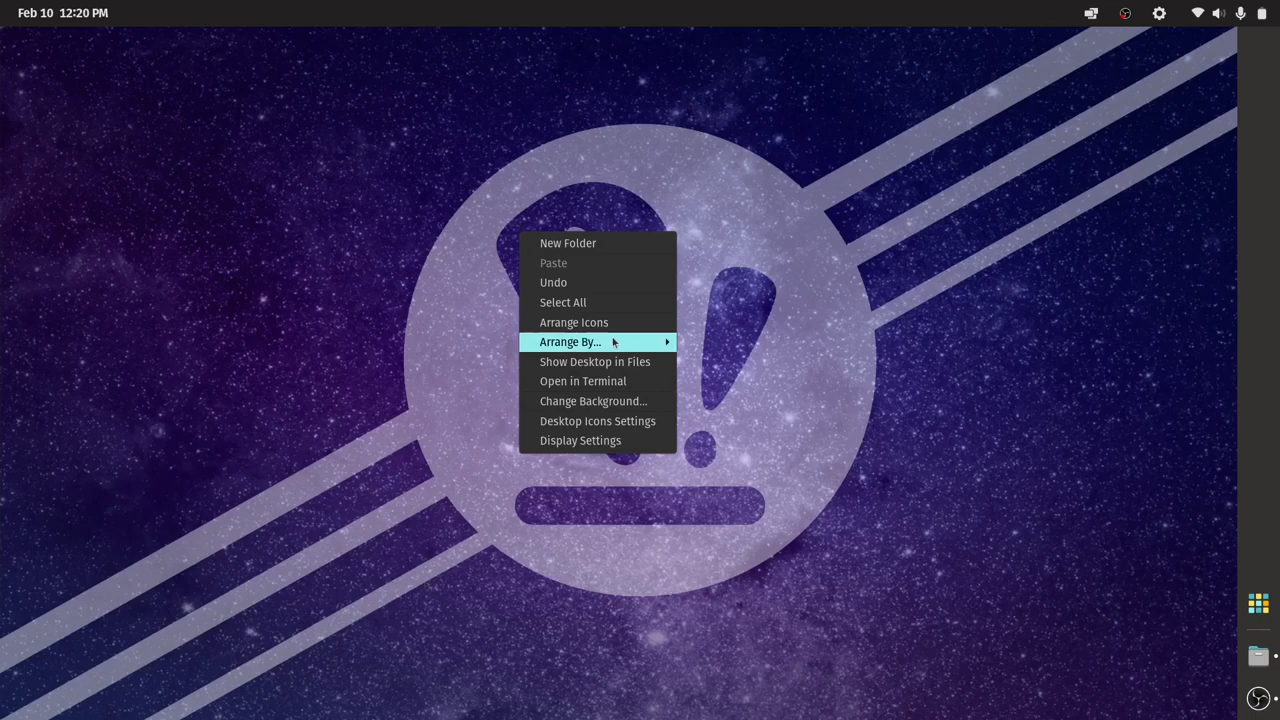 Feb 10 12:20 PM
New Folder
Paste
Undo
Select All
Arrange Icons
Arrange By...
Show Desktop in Files
Open in Terminal
Change Background...
Desktop Icons Settings
Display Settings